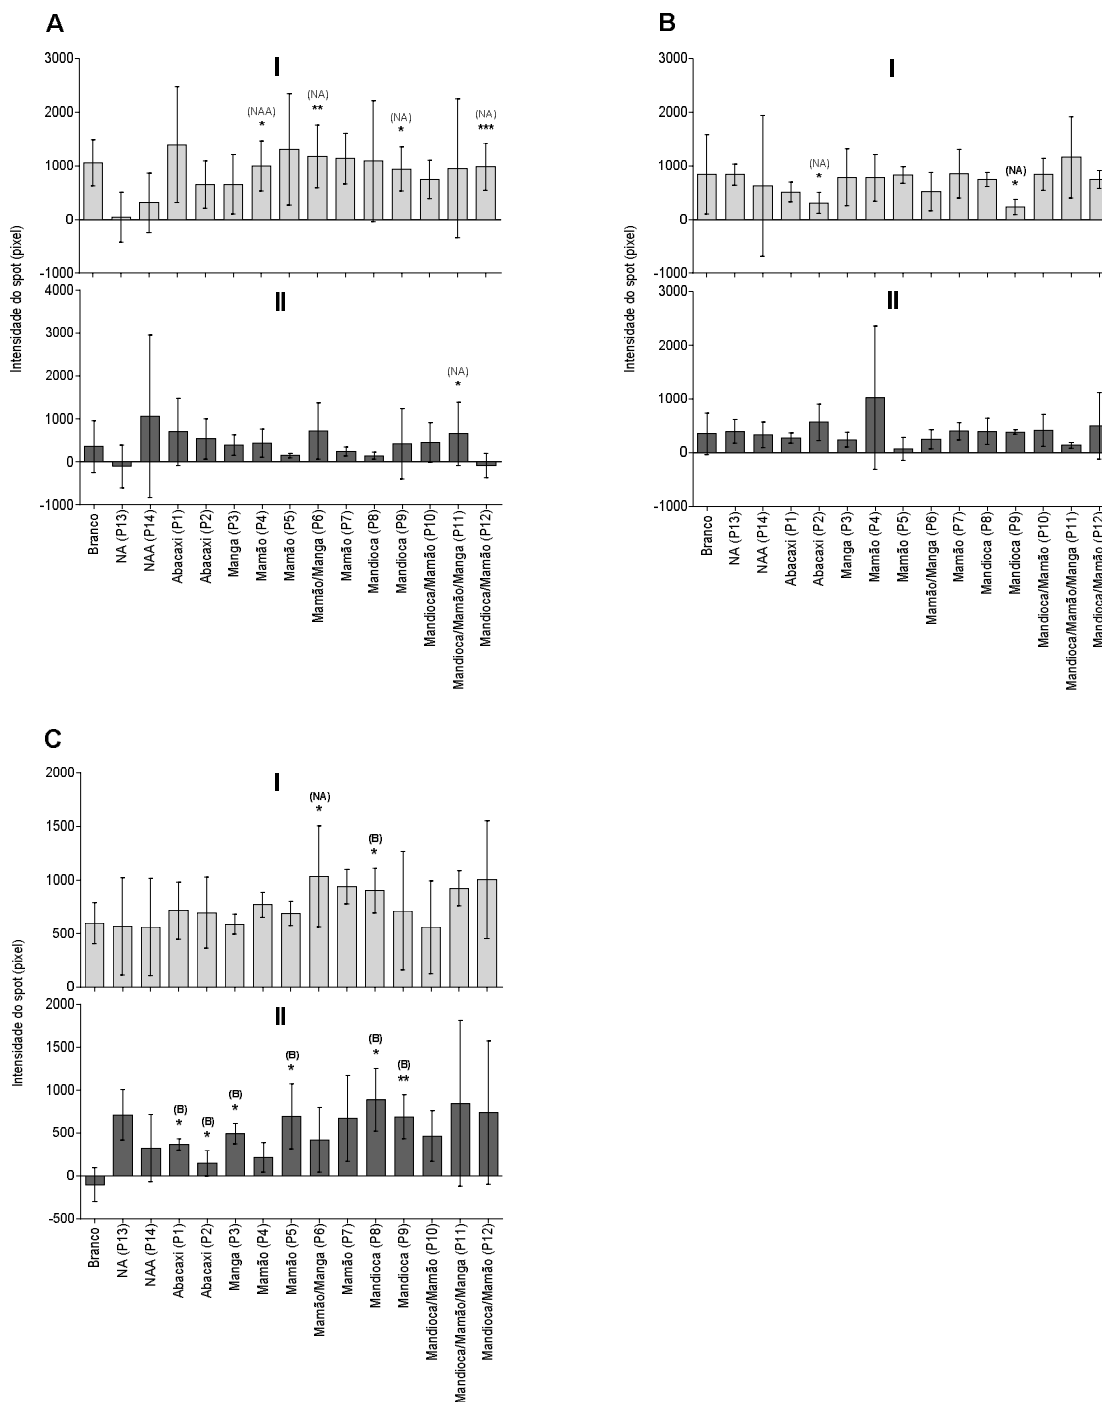 A
I
3000
2000
1000
0
-1000
(NAA)
*
(NA)
**
(NA)
*
(NA)
***
Intensidade do spot (pixel)
II
4000
3000
2000
1000
0
-1000
(NA)
*
Branco
NA (P13)
NAA (P14)
Abacaxi (P1)
Abacaxi (P2)
Manga (P3)
Mamão (P4)
Mamão (P5)
Mamão/Manga (P6)
Mamão (P7)
Mandioca (P8)
Mandioca (P9)
Mandioca/Mamão (P10)
Mandioca/Mamão/Manga (P11)
Mandioca/Mamão (P12)
B
I
3000
2000
1000
0
-1000
(NA)
*
(NA)
*
Intensidade do spot (pixel)
II
3000
2000
1000
0
-1000
Branco
NA (P13)
NAA (P14)
Abacaxi (P1)
Abacaxi (P2)
Manga (P3)
Mamão (P4)
Mamão (P5)
Mamão/Manga (P6)
Mamão (P7)
Mandioca (P8)
Mandioca (P9)
Mandioca/Mamão (P10)
Mandioca/Mamão/Manga (P11)
Mandioca/Mamão (P12)
C
I
2000
1500
1000
500
0
(NA)
*
(B)
*
Intensidade do spot (pixel)
II
2000
1500
1000
500
0
-500
(B)
*
(B)
*
(B)
*
(B)
*
(B)
*
(B)
**
Branco
NA (P13)
NAA (P14)
Abacaxi (P1)
Abacaxi (P2)
Manga (P3)
Mamão (P4)
Mamão (P5)
Mamão/Manga (P6)
Mamão (P7)
Mandioca (P8)
Mandioca (P9)
Mandioca/Mamão (P10)
Mandioca/Mamão/Manga (P11)
Mandioca/Mamão (P12)